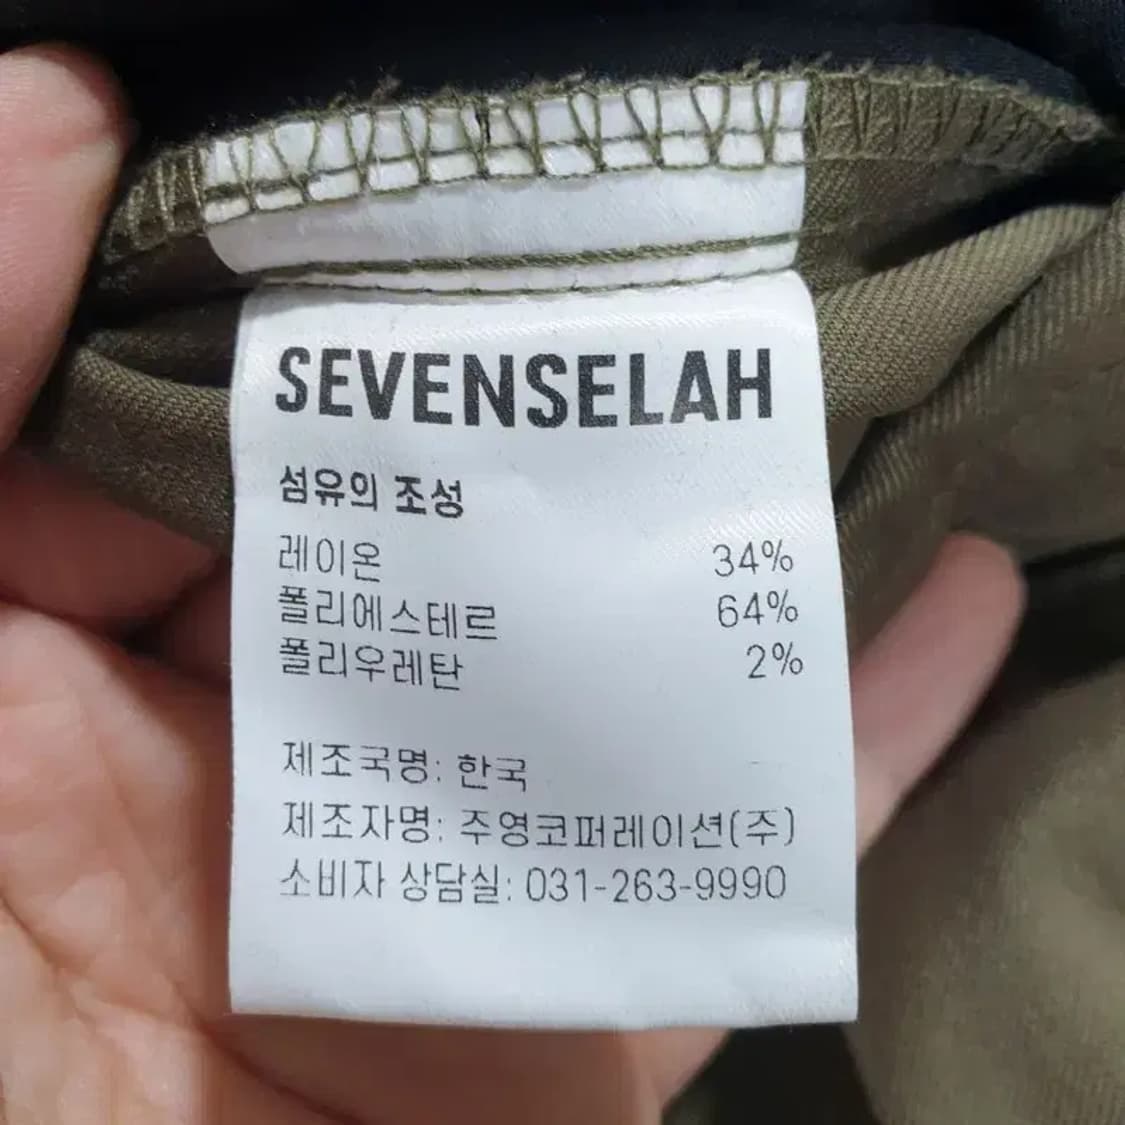 SEVENSELAH
섬유의 조성
레이온 34%
폴리에스테르 64%
폴리우레탄 2%
제조국명: 한국
제조자명: 주영코퍼레이션(주)
소비자 상담실: 031-263-9990